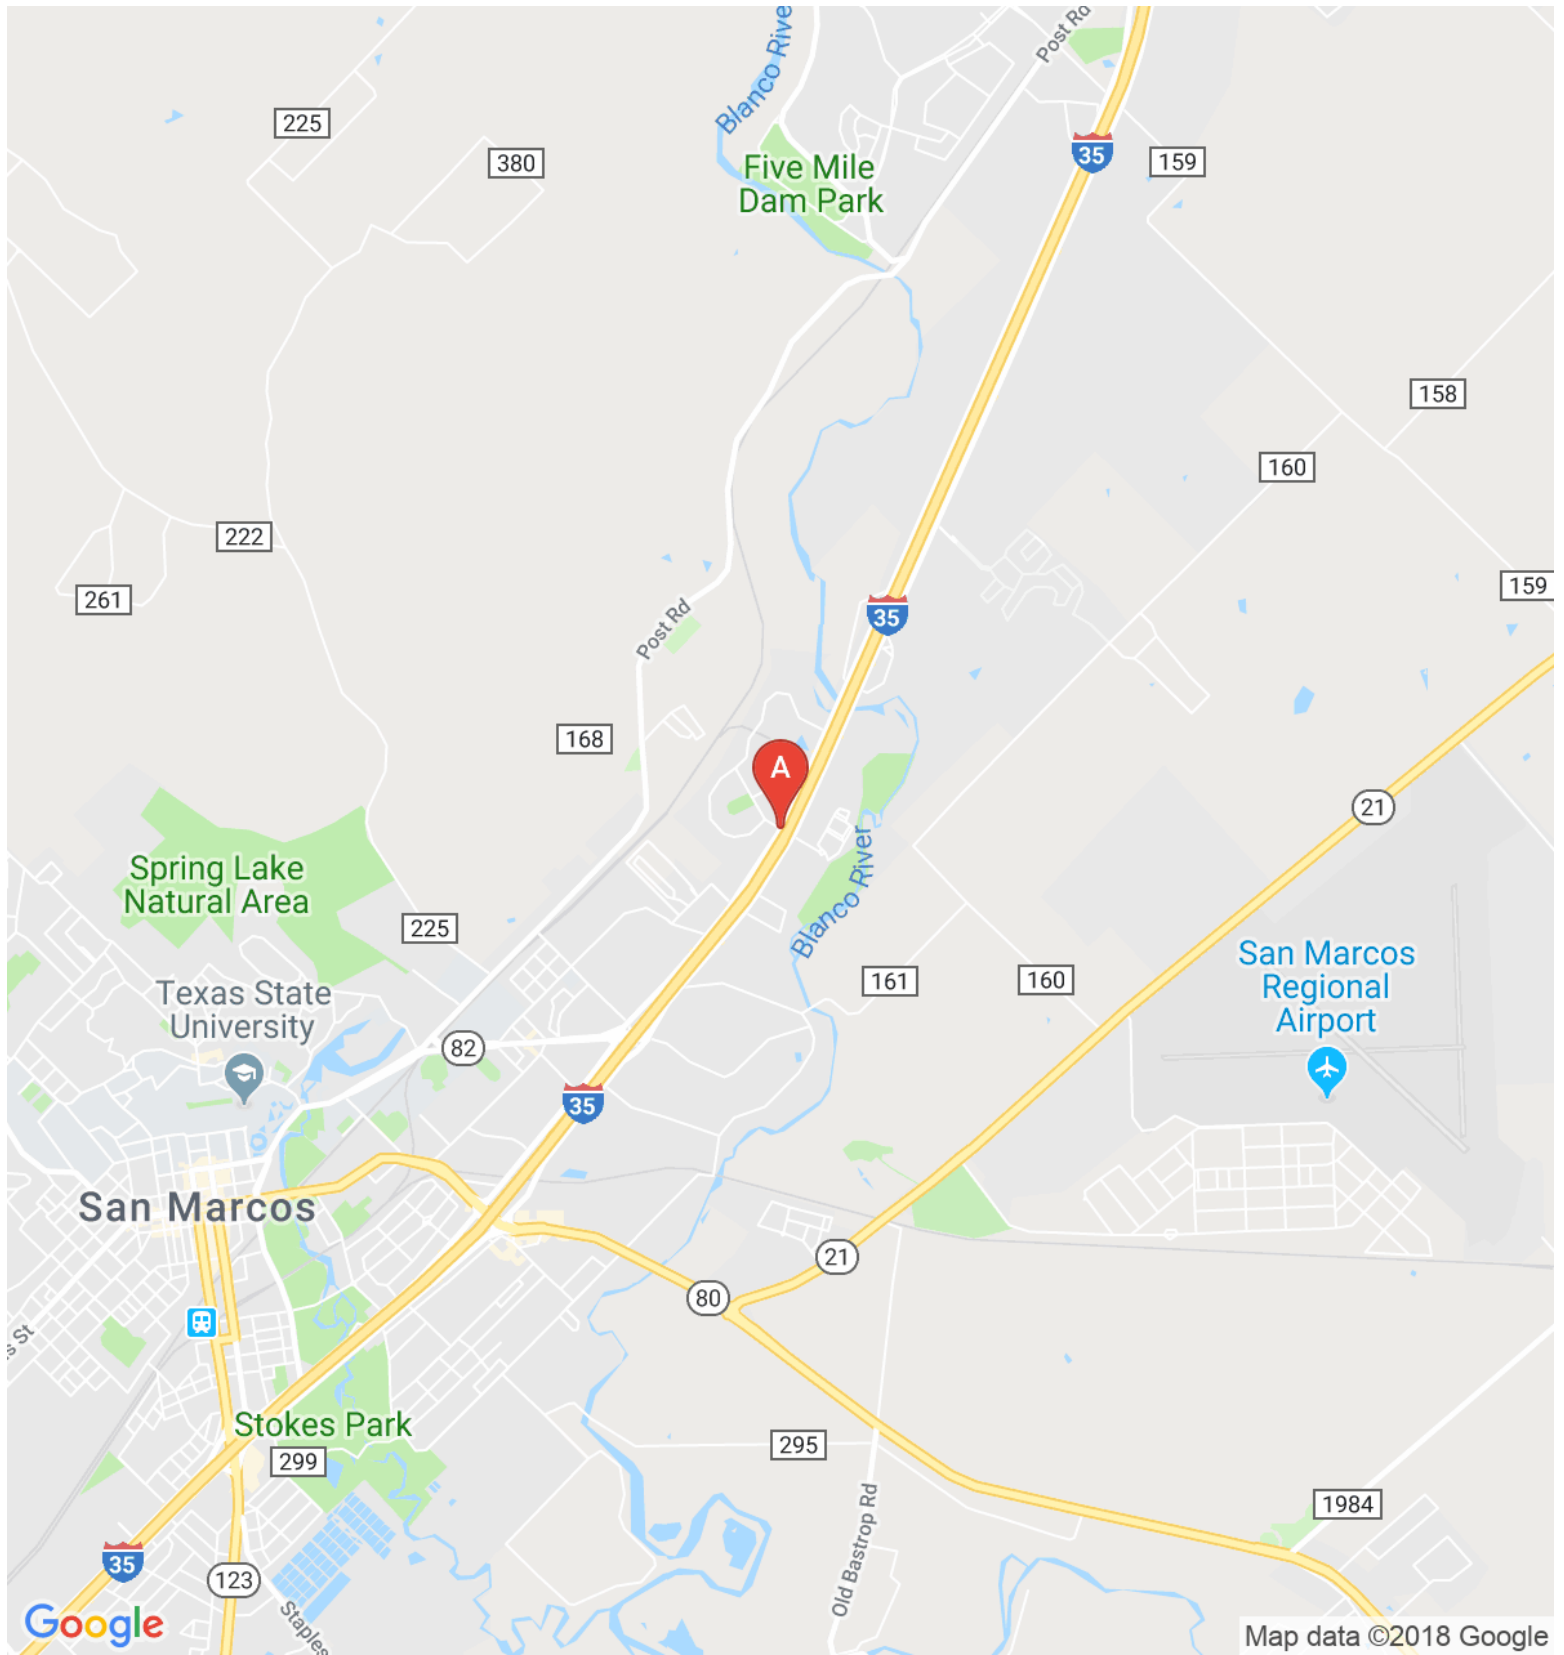 Blanco River
Post Rd
225
380
Five Mile
Dam Park
35
159
158
160
222
261
159
35
Post Rd
168
A
21
Spring Lake
Natural Area
225
Blanco River
161
160
San Marcos
Regional
Airport
Texas State
University
82
35
San Marcos
21
80
s St
Stokes Park
299
295
1984
Old Bastrop Rd
35
123
Staples
Google
Map data ©2018 Google